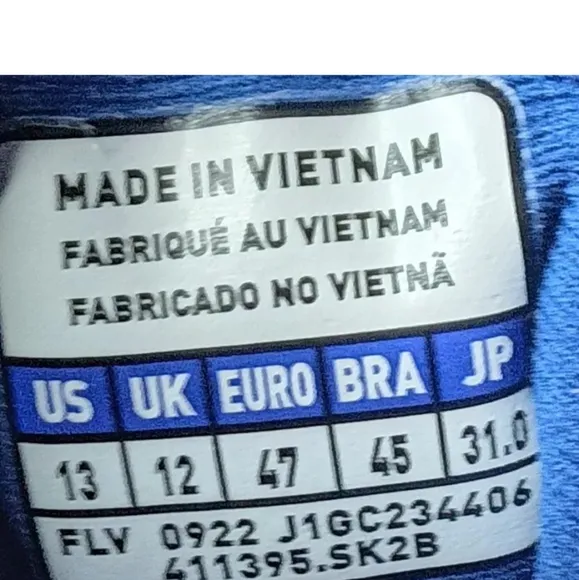 MADE IN VIETNAM
FABRIQUÉ AU VIETNAM
FABRICADO NO VIETNÃ
US UK EURO BRA JP
13 12 47 45 31.0
FLV 0922 J1GC234406
411395.SK2B